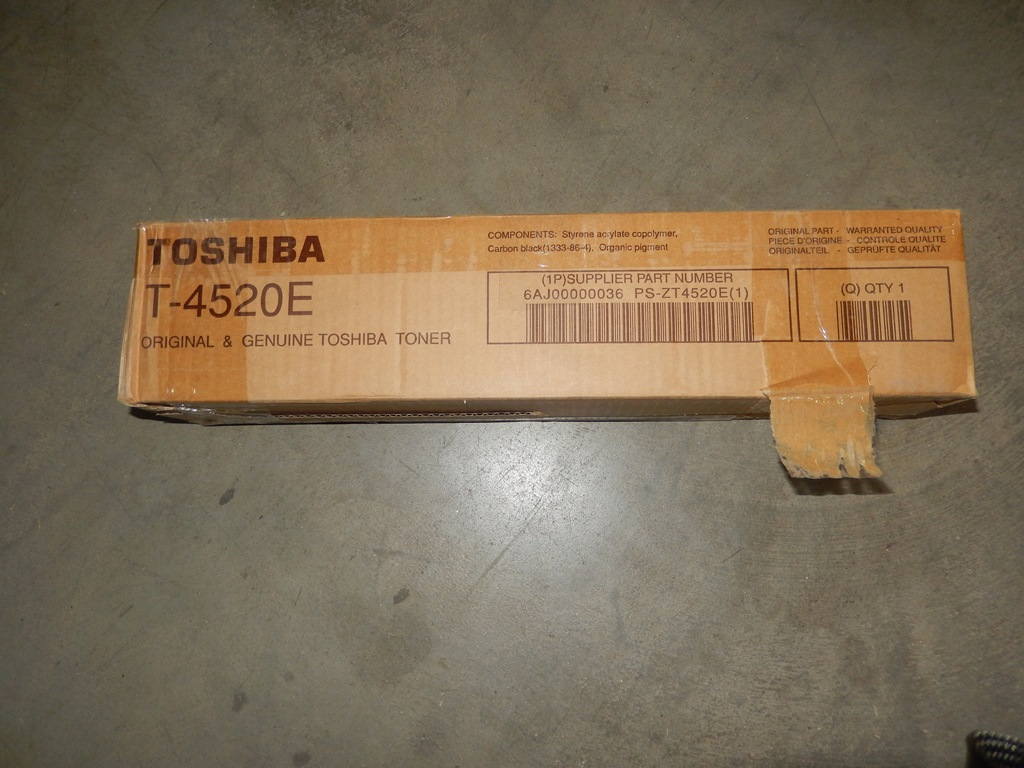 TOSHIBA
T-4520E
ORIGINAL & GENUINE TOSHIBA TONER
COMPONENTS: Styrene acrylate copolymer,
Carbon black(1333-86-4), Organic pigment
(1P)SUPPLIER PART NUMBER
6AJ00000036 PS-ZT4520E(1)
ORIGINAL PART - WARRANTED QUALITY
PIECE D'ORIGINE - CONTROLE QUALITE
ORIGINALTEIL - GEPRÜFTE QUALITÄT
(Q) QTY 1